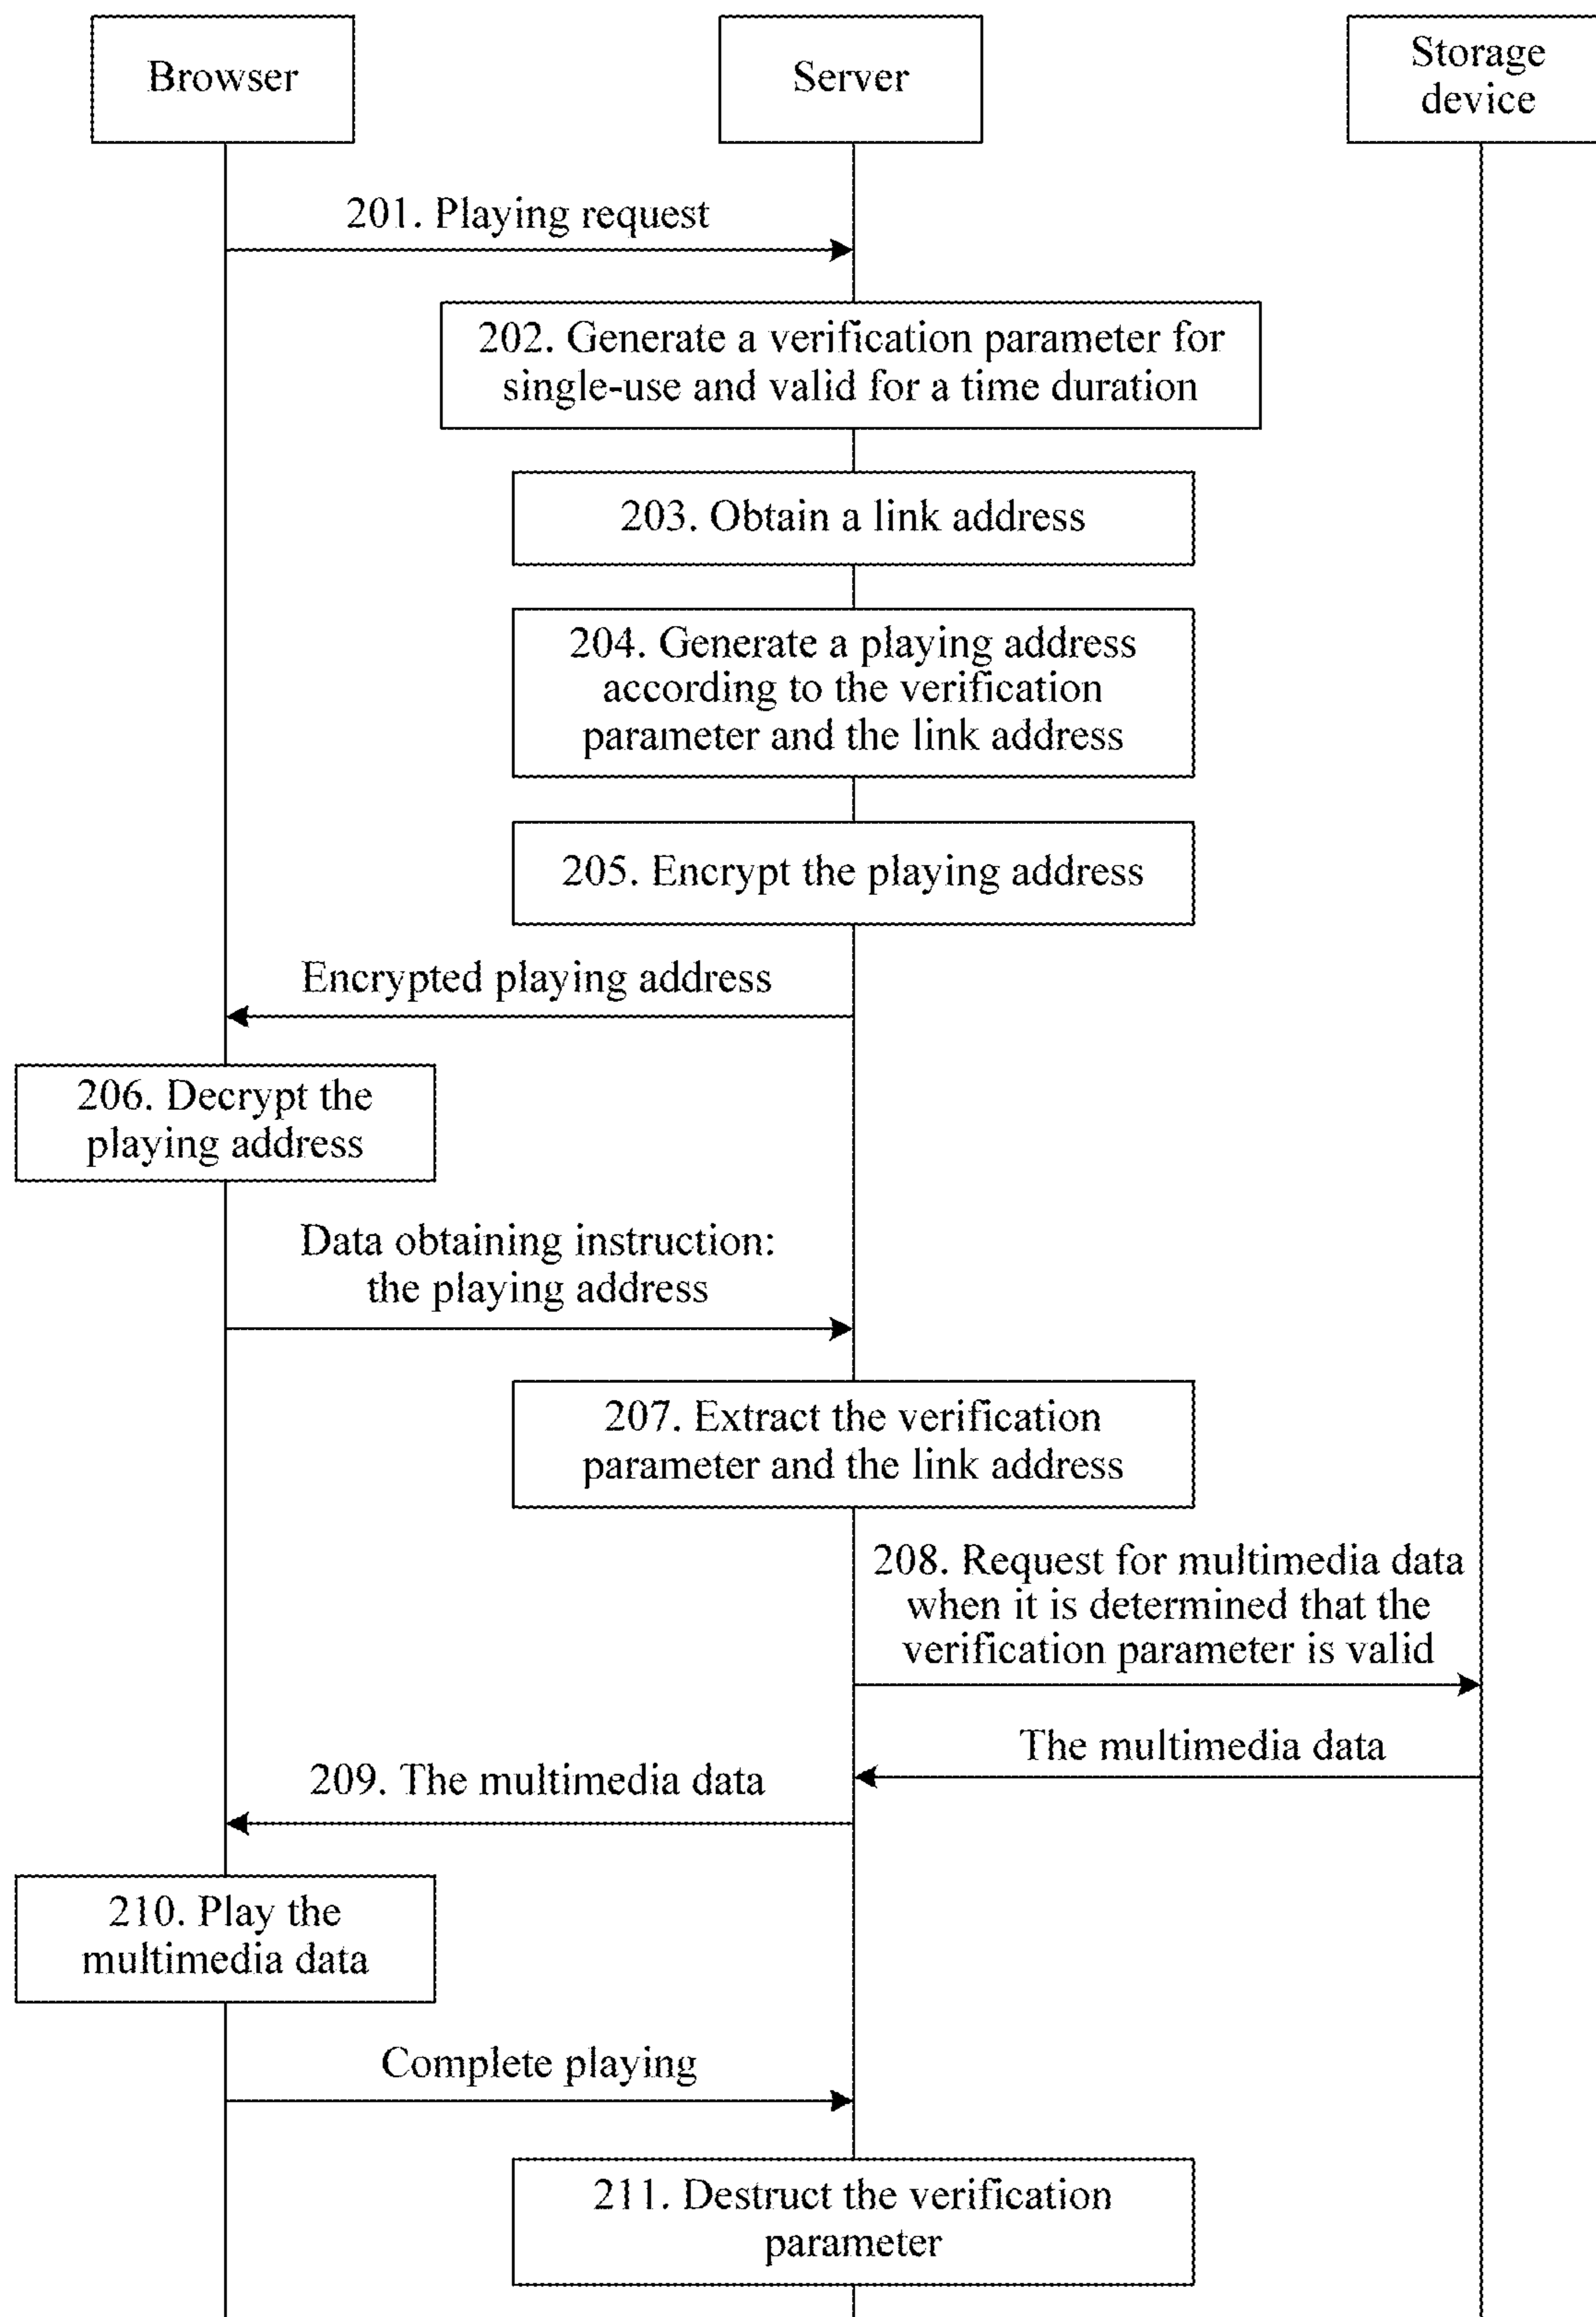 Browser
Server
Storage
device
201. Playing request
202. Generate a verification parameter for
single-use and valid for a time duration
203. Obtain a link address
204. Generate a playing address
according to the verification
parameter and the link address
205. Encrypt the playing address
Encrypted playing address
206. Decrypt the
playing address
Data obtaining instruction:
the playing address
207. Extract the verification
parameter and the link address
208. Request for multimedia data
when it is determined that the
verification parameter is valid
The multimedia data
209. The multimedia data
210. Play the
multimedia data
Complete playing
211. Destruct the verification
parameter